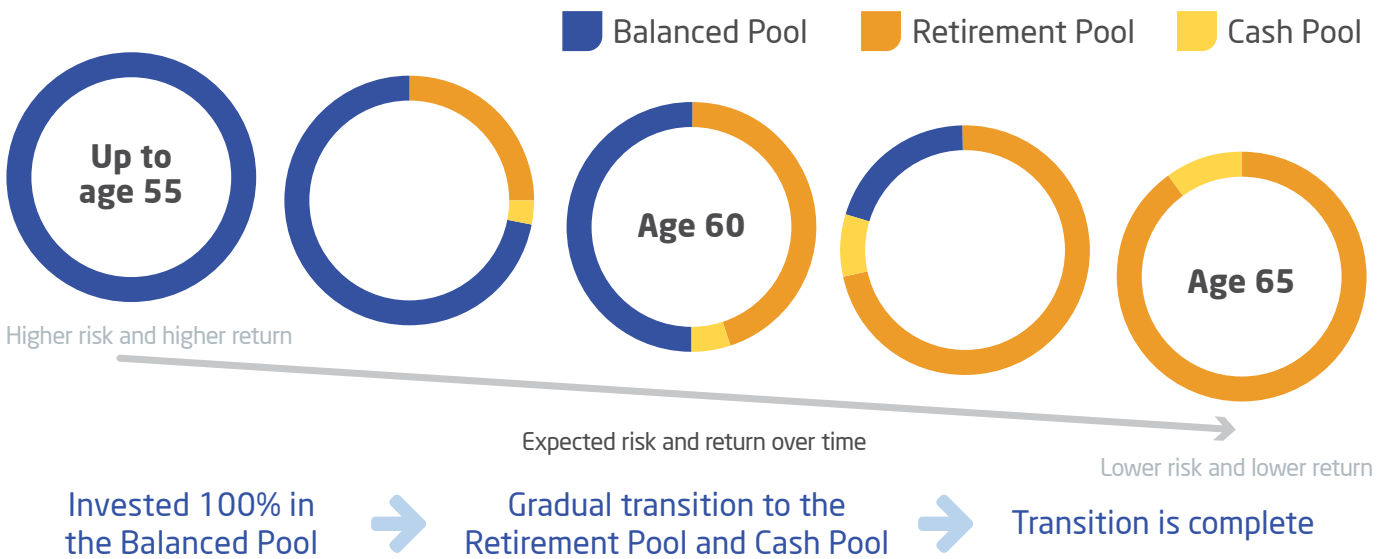 Balanced Pool
Retirement Pool
Cash Pool
Up to
age 55
Age 60
Age 65
Higher risk and higher return
Expected risk and return over time
Lower risk and lower return
Invested 100% in
the Balanced Pool
Gradual transition to the
Retirement Pool and Cash Pool
Transition is complete